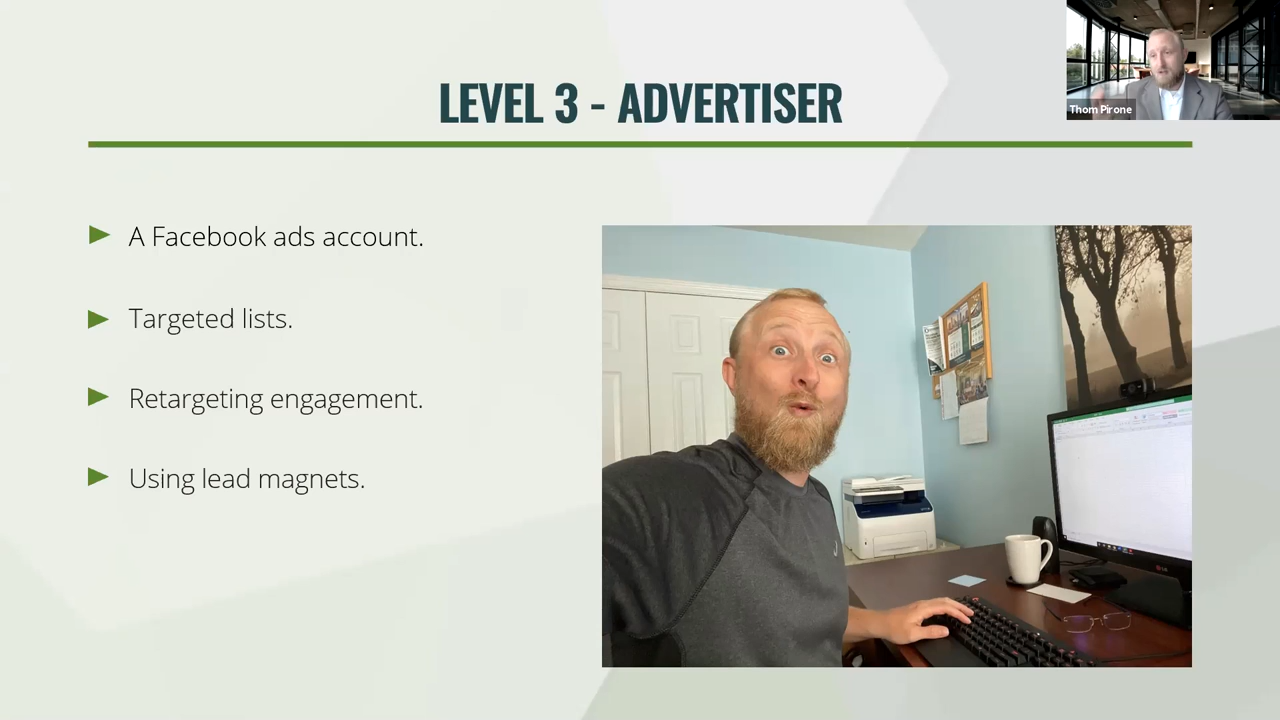 LEVEL 3 - ADVERTISER
Thom Pirone
A Facebook ads account.
Targeted lists.
Retargeting engagement.
Using lead magnets.